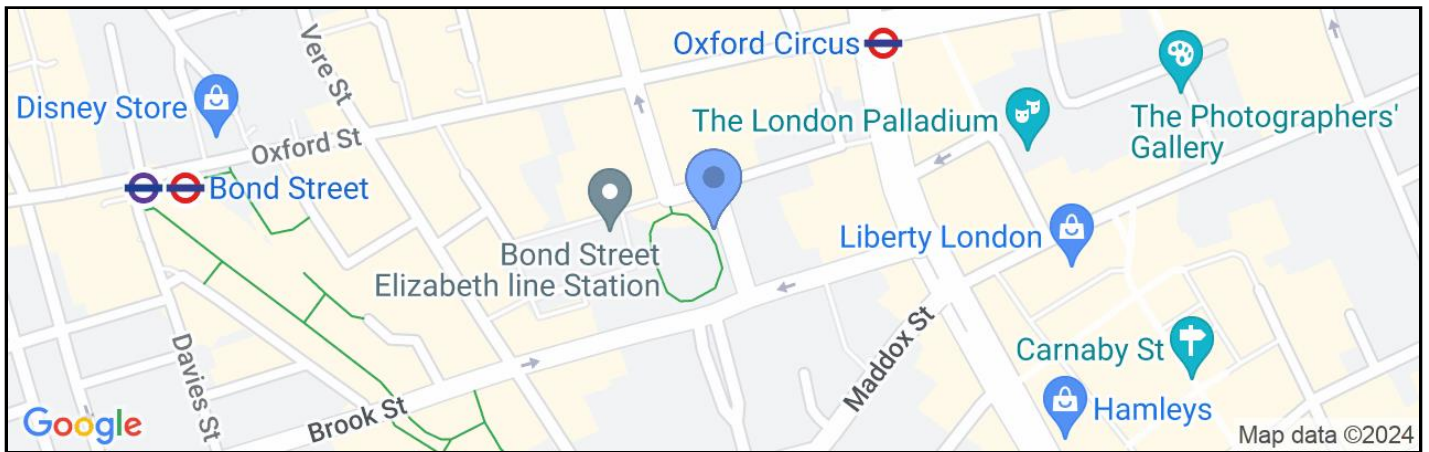 Vere St
Oxford Circus
Disney Store
The London Palladium
The Photographers'
Gallery
Oxford St
Bond Street
Bond Street
Elizabeth line Station
Liberty London
Davies St
Maddox St
Carnaby St
Brook St
Hamleys
Google
Map data ©2024